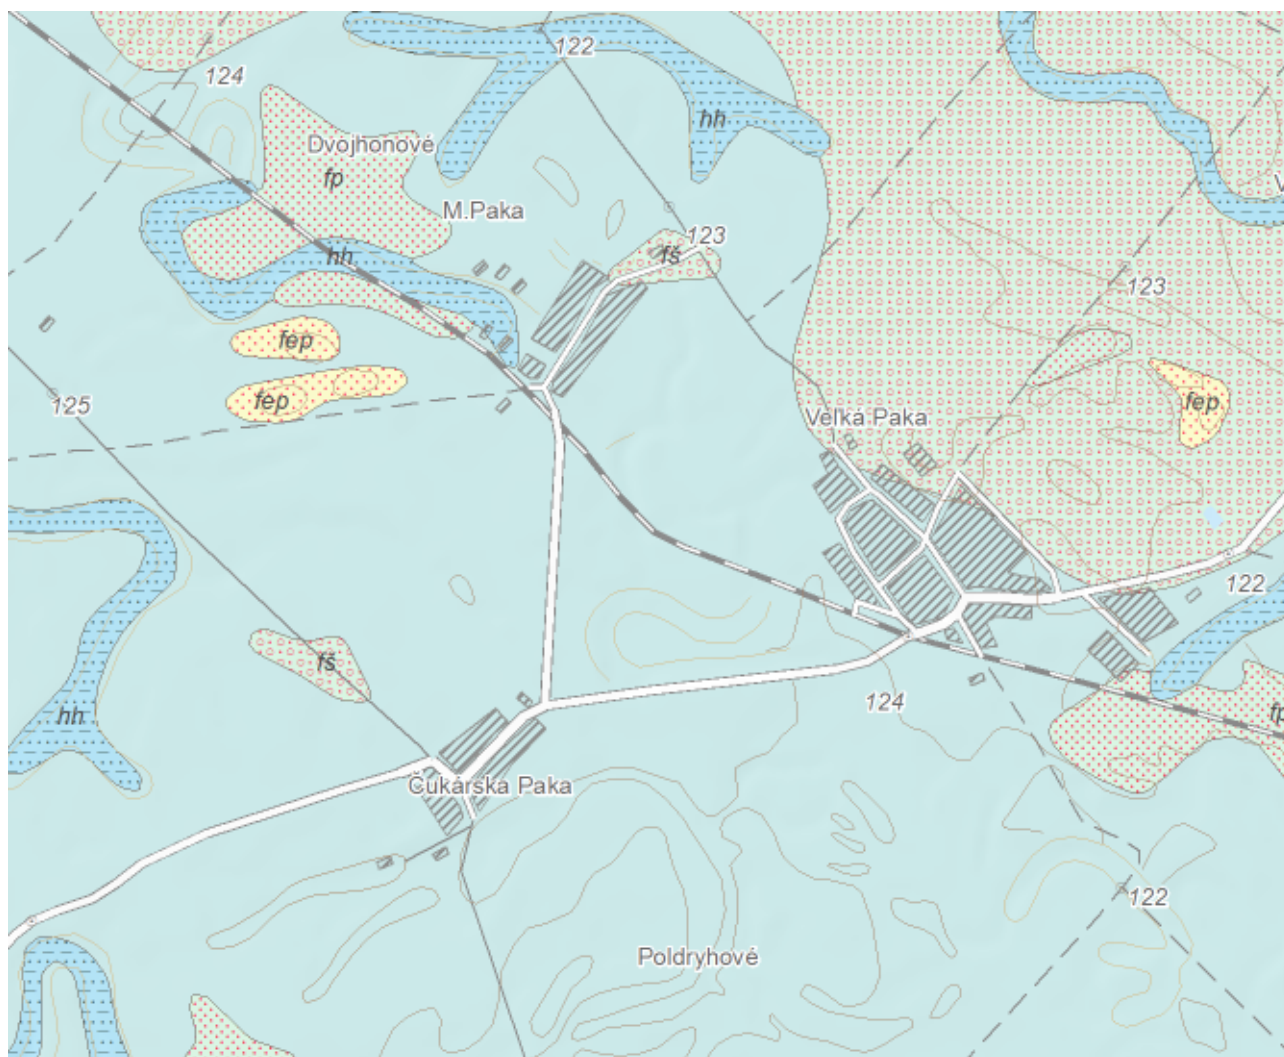 122
124
hh
Dvojhonové
fp
V
M.Paka
123
fš
hh
123
fep
fep
fep
125
Veľká Paka
122
fš
124
hh
fp
Čukárska Paka
122
Poldryhové